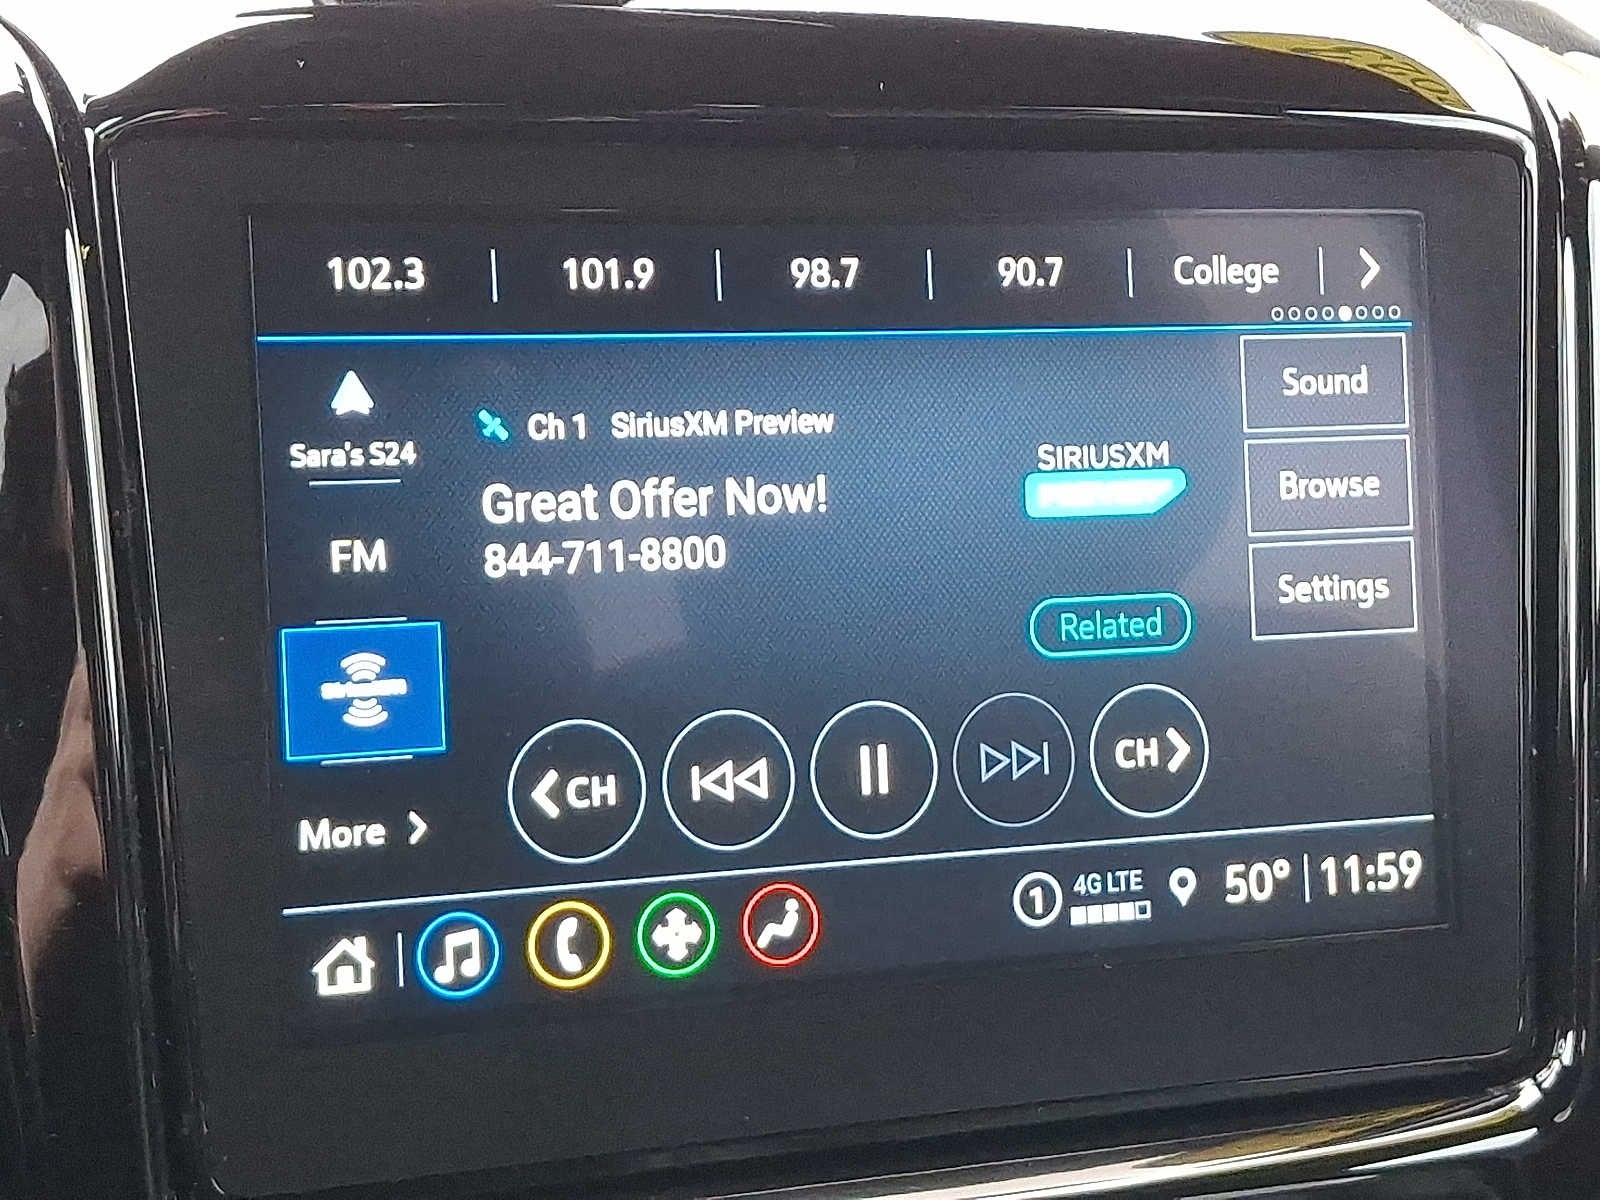 102.3 | 101.9 | 98.7 | 90.7 | College
Sara's S24
Ch 1 SiriusXM Preview
Great Offer Now!
844-711-8800
SIRIUSXM
Sound
Browse
Settings
Related
FM
More
CH
CH
1 4G LTE 50° | 11:59